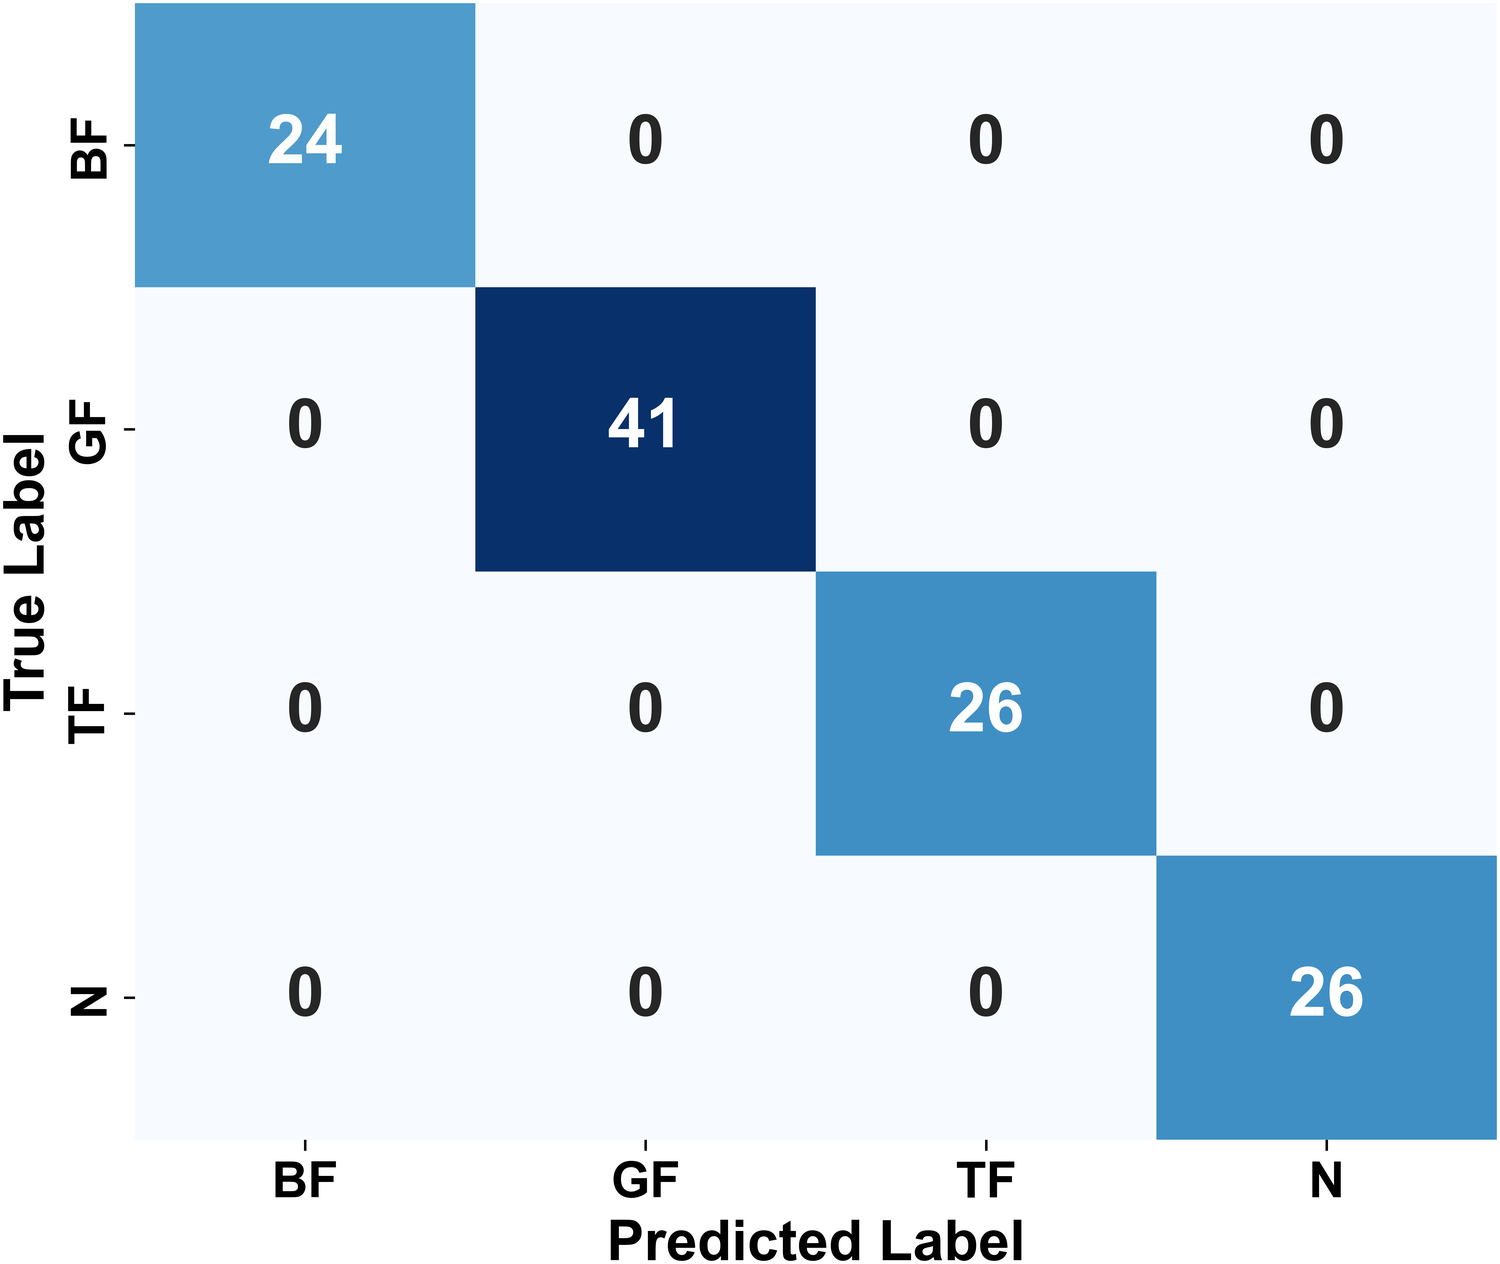 True Label
BF 24 0 0 0
GF 0 41 0 0
TF 0 0 26 0
N 0 0 0 26
BF GF TF N
Predicted Label